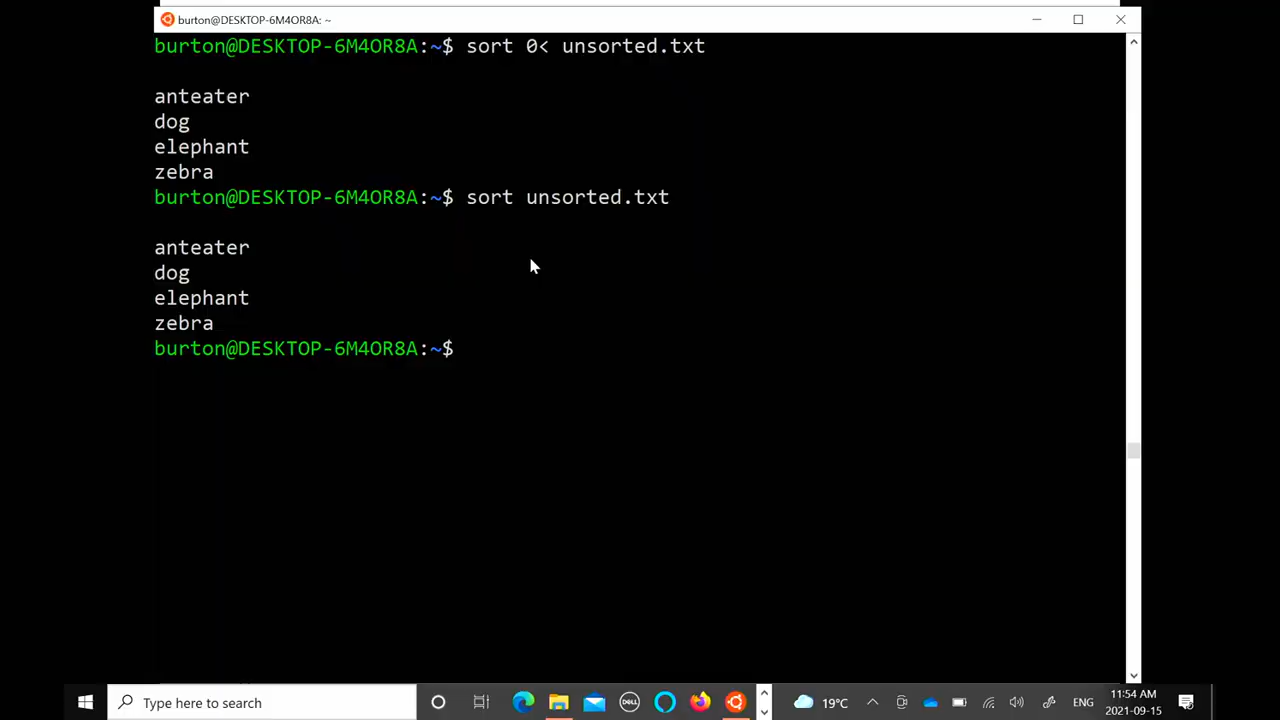 burton@DESKTOP-6M4OR8A: ~
burton@DESKTOP-6M4OR8A:~$ sort 0< unsorted.txt
anteater
dog
elephant
zebra
burton@DESKTOP-6M4OR8A:~$ sort unsorted.txt
anteater
dog
elephant
zebra
burton@DESKTOP-6M4OR8A:~$
Type here to search
DELL
19°C
ENG
11:54 AM
2021-09-15